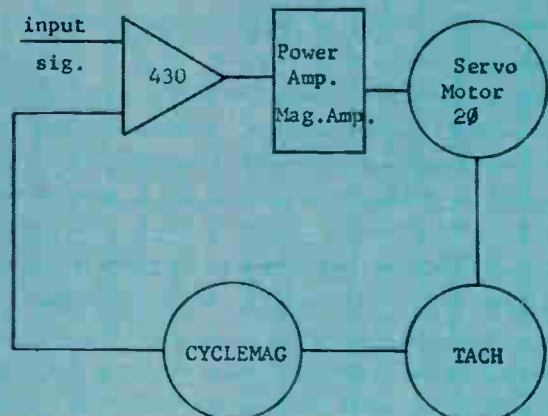 input
sig.
430
Power
Amp.
Mag.Amp.
Servo
Motor
2Ø
CYCLEMAG
TACH